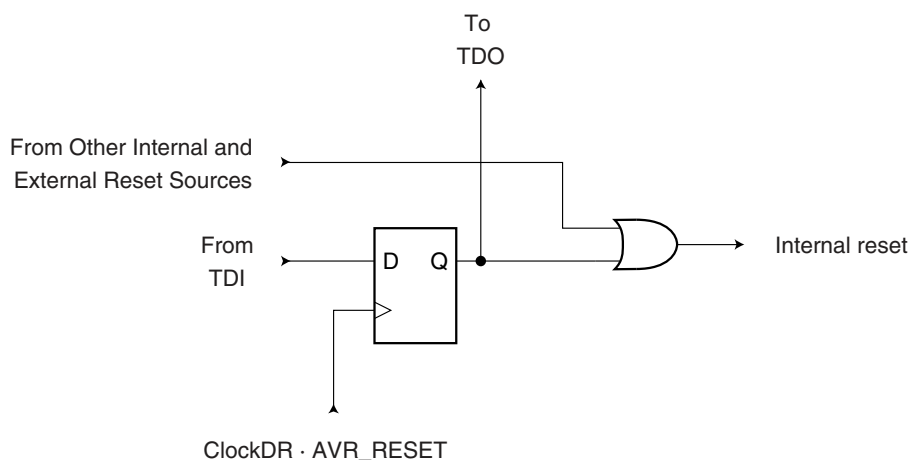 To
TDO
From Other Internal and
External Reset Sources
From
TDI
D Q
Internal reset
ClockDR · AVR_RESET